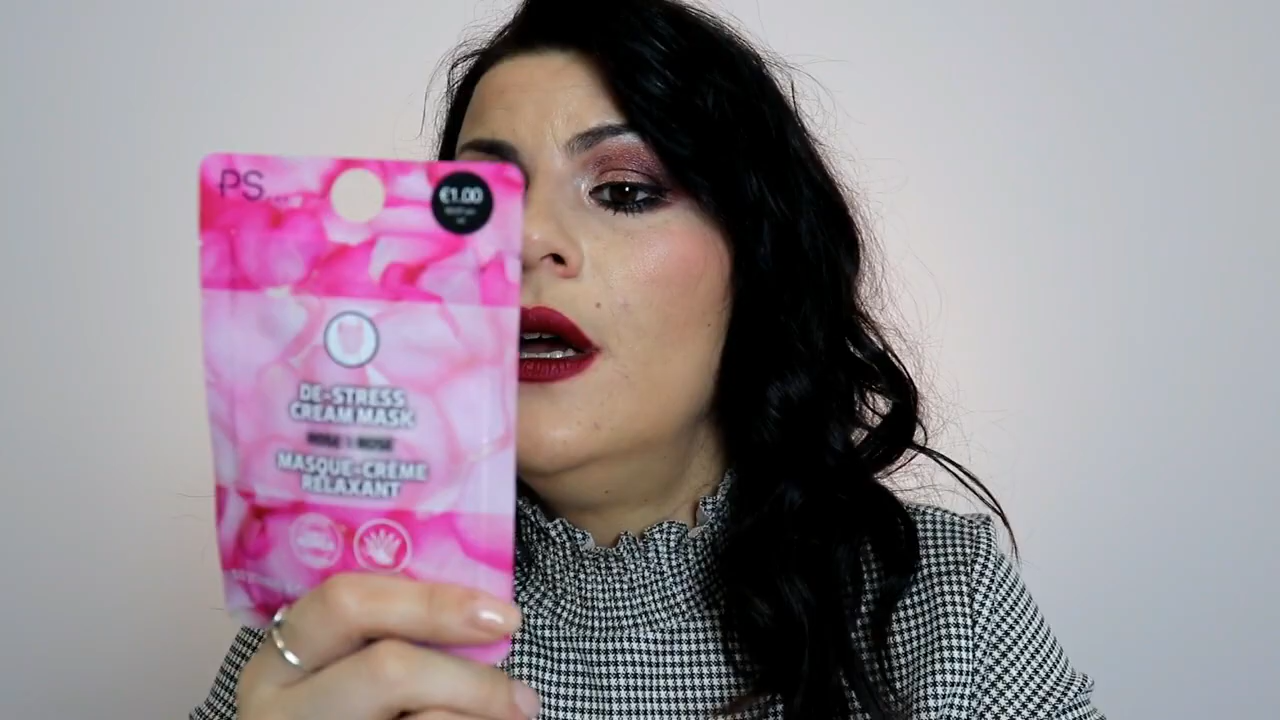 PS...
€1.00
DE-STRESS
CREAM MASK
ROSE | ROSE
MASQUE-CRÈME
RELAXANT